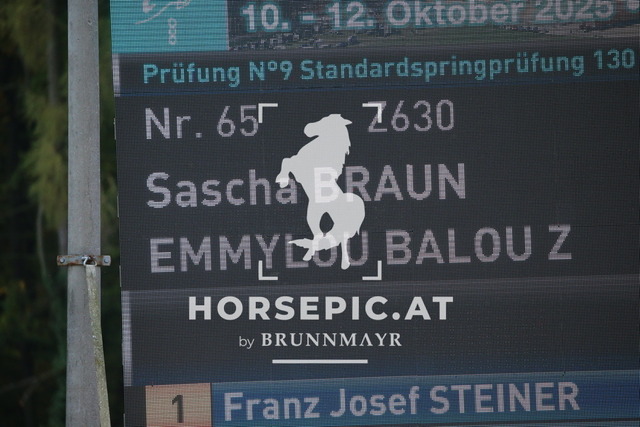 10. - 12. Oktober 2025
Prüfung N°9 Standardspringprüfung 130
Nr. 65 Z630
Sascha BRAUN
EMMYLOU BALOU Z
HORSEPIC.AT
by BRUNNMAYR
1 Franz Josef STEINER